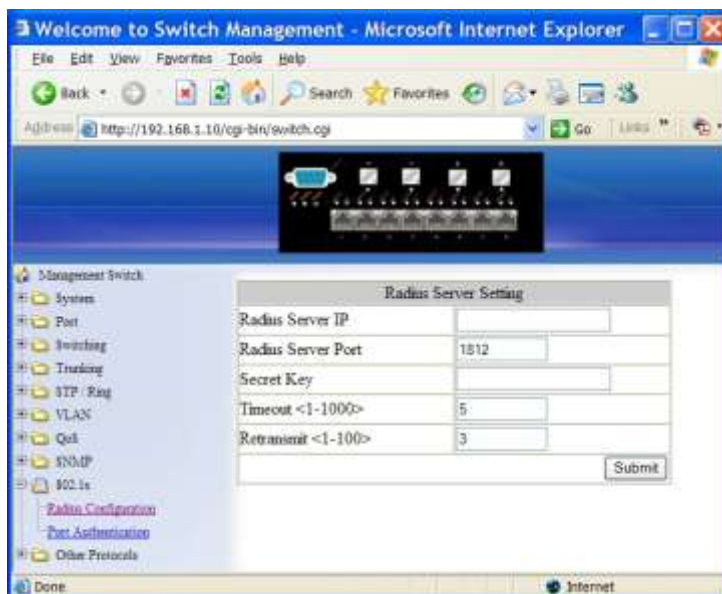 Welcome to Switch Management - Microsoft Internet Explorer
File Edit View Favorites Tools Help
Back Search Favorites
Address http://192.168.1.10/cgi-bin/switch.cgi Go Links »
Management Switch
System
Port
Switching
Trunking
STP / Ring
VLAN
QoS
SNMP
802.1x
Radius Configuration
Port Authentication
Other Protocols
Radius Server Setting
Radius Server IP
Radius Server Port 1812
Secret Key
Timeout <1-1000> 5
Retransmit <1-100> 3
Submit
Done Internet